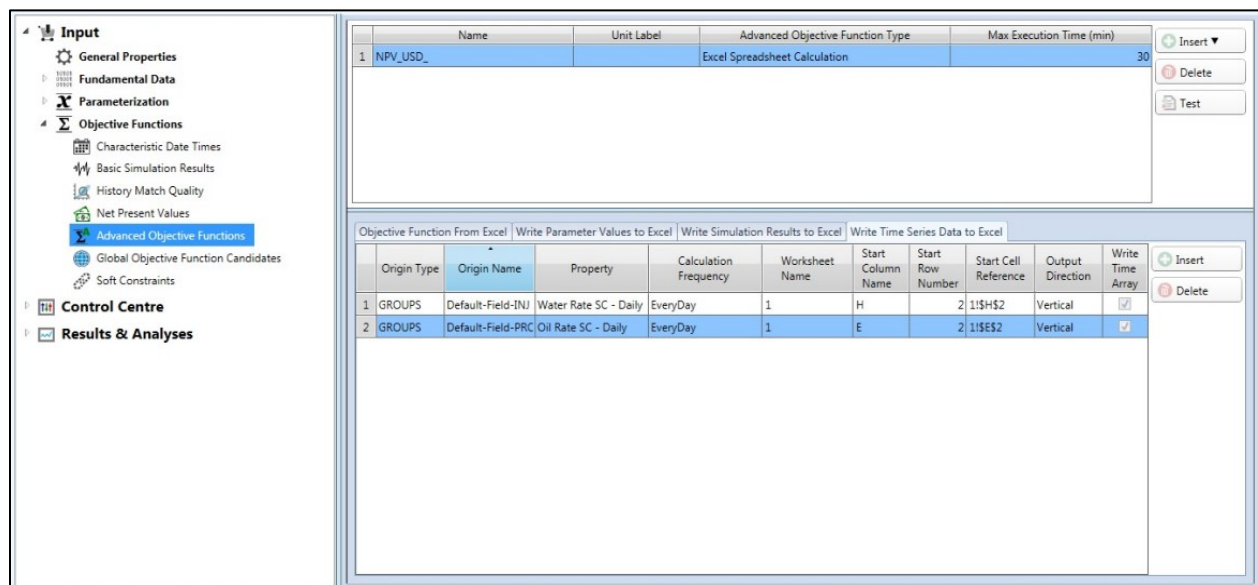 Input
General Properties
Fundamental Data
Parameterization
Objective Functions
Characteristic Date Times
Basic Simulation Results
History Match Quality
Net Present Values
Advanced Objective Functions
Global Objective Function Candidates
Soft Constraints
Control Centre
Results & Analyses
Name Unit Label Advanced Objective Function Type Max Execution Time (min)
1 NPV_USD_ Excel Spreadsheet Calculation 30
Insert
Delete
Test
Objective Function From Excel Write Parameter Values to Excel Write Simulation Results to Excel Write Time Series Data to Excel
Origin Type Origin Name Property Calculation Frequency Worksheet Name Start Column Name Start Row Number Start Cell Reference Output Direction Write Time Array
1 GROUPS Default-Field-INJ Water Rate SC - Daily EveryDay 1 H 2 1!$H$2 Vertical
2 GROUPS Default-Field-PRO Oil Rate SC - Daily EveryDay 1 E 2 1!$E$2 Vertical
Insert
Delete